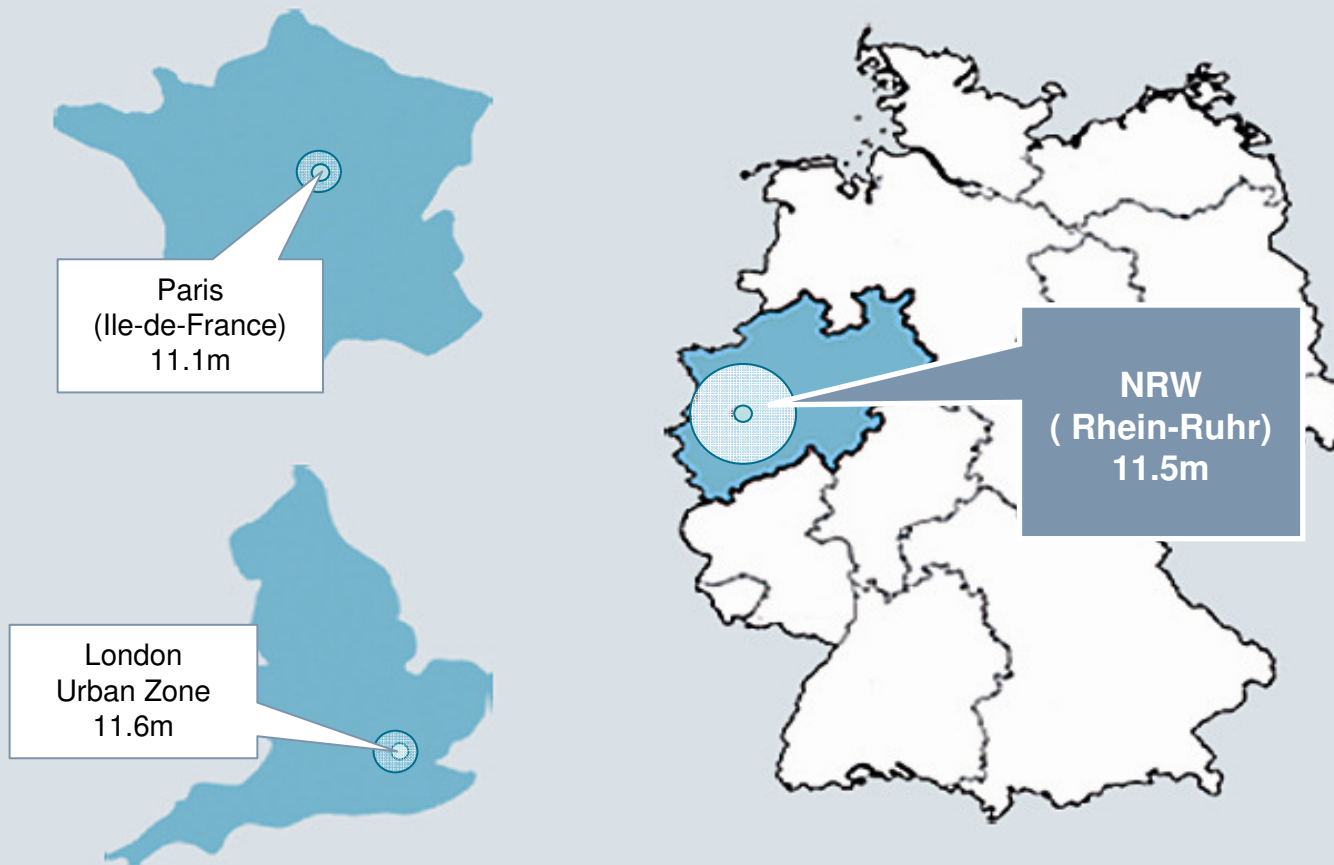 Paris
(Ile-de-France)
11.1m
NRW
( Rhein-Ruhr)
11.5m
London
Urban Zone
11.6m